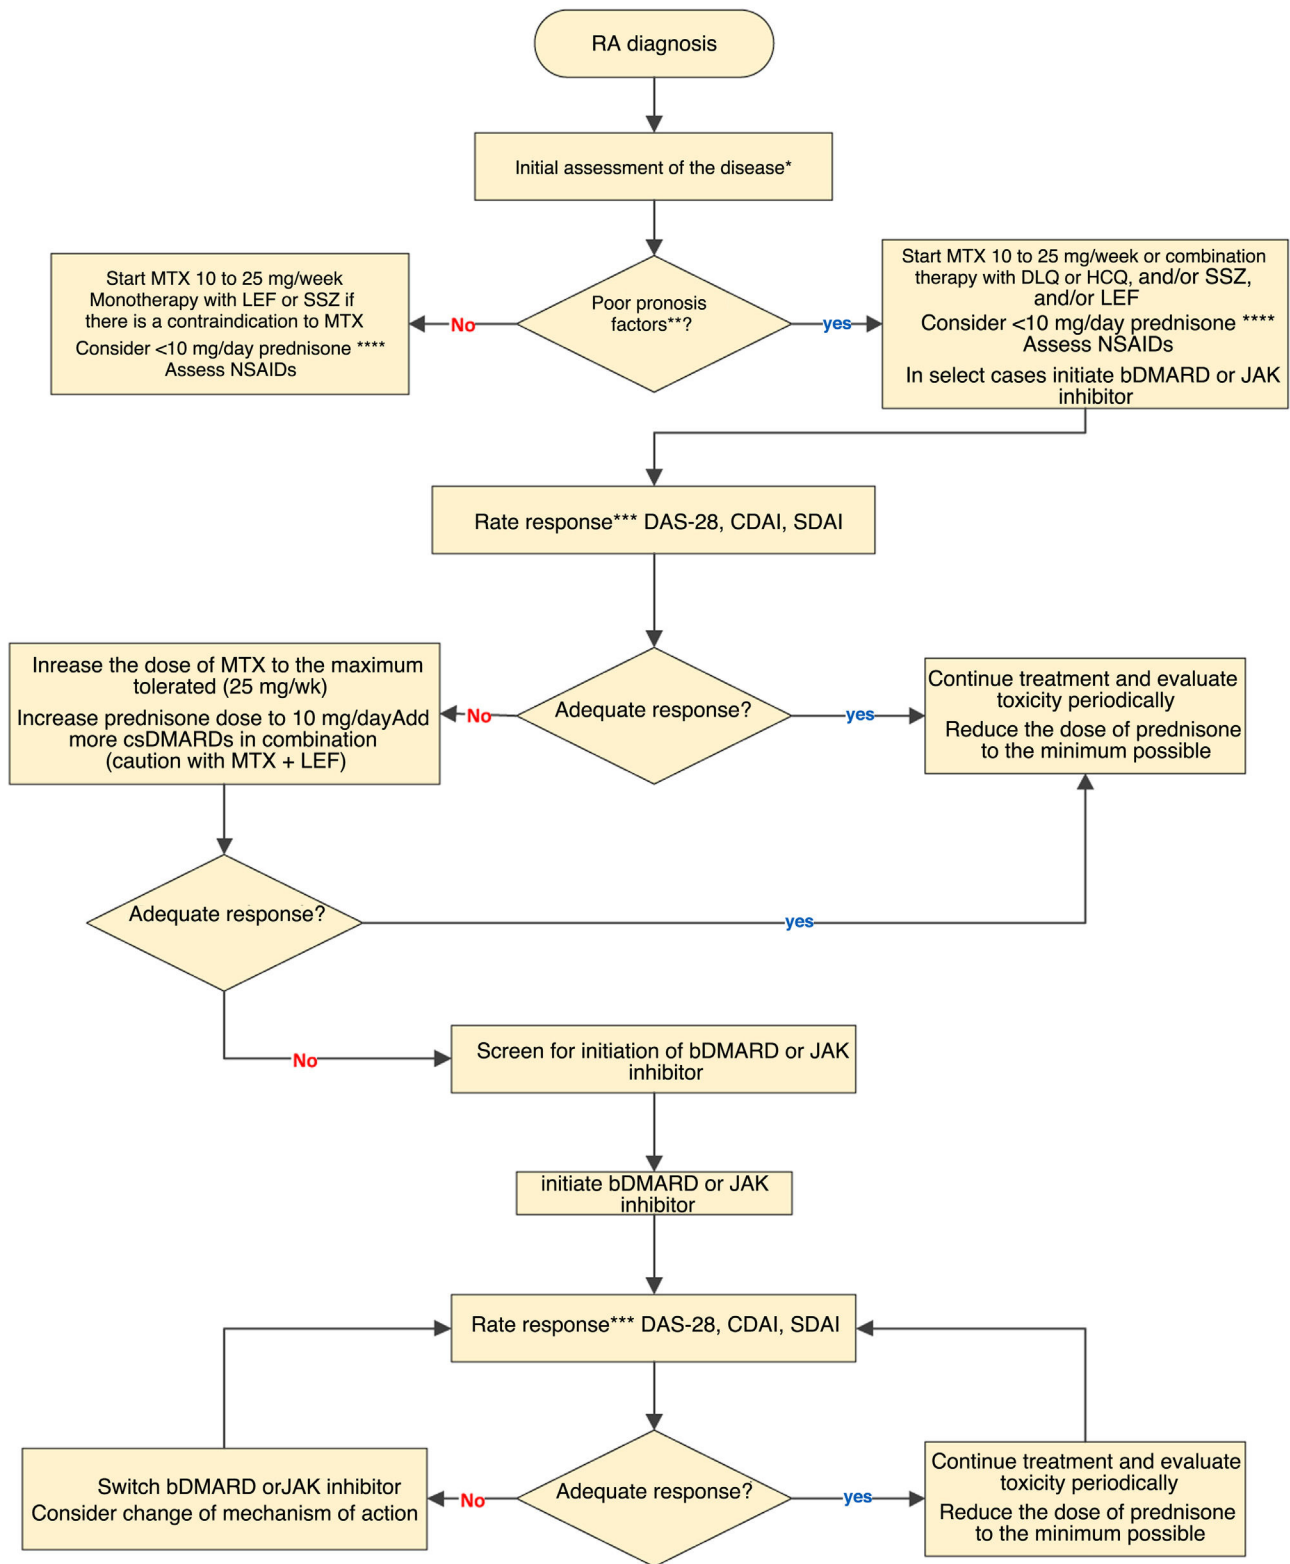 RA diagnosis
Initial assessment of the disease*
Poor pronosis
factors**?
No
yes
Start MTX 10 to 25 mg/week
Monotherapy with LEF or SSZ if
there is a contraindication to MTX
Consider <10 mg/day prednisone ****
Assess NSAIDs
Start MTX 10 to 25 mg/week or combination
therapy with DLQ or HCQ, and/or SSZ,
and/or LEF
Consider <10 mg/day prednisone ****
Assess NSAIDs
In select cases initiate bDMARD or JAK
inhibitor
Rate response*** DAS-28, CDAI, SDAI
Adequate response?
No
yes
Inrease the dose of MTX to the maximum
tolerated (25 mg/wk)
Increase prednisone dose to 10 mg/dayAdd
more csDMARDs in combination
(caution with MTX + LEF)
Continue treatment and evaluate
toxicity periodically
Reduce the dose of prednisone
to the minimum possible
Adequate response?
yes
No
Screen for initiation of bDMARD or JAK
inhibitor
initiate bDMARD or JAK
inhibitor
Rate response*** DAS-28, CDAI, SDAI
Adequate response?
No
yes
Switch bDMARD orJAK inhibitor
Consider change of mechanism of action
Continue treatment and evaluate
toxicity periodically
Reduce the dose of prednisone
to the minimum possible